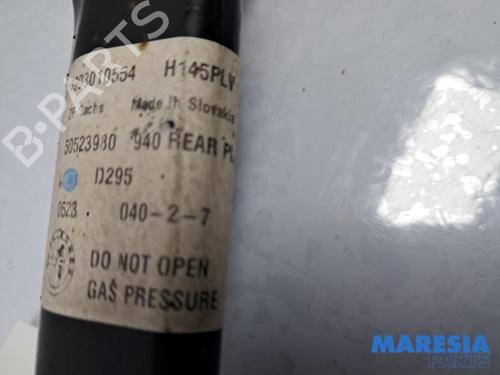 H145PLV
Made in Slovakia
50523980 940 REAR
D295
0523 040-2-7
DO NOT OPEN
GAS PRESSURE
B-PARTS
MARESIA
PARTS